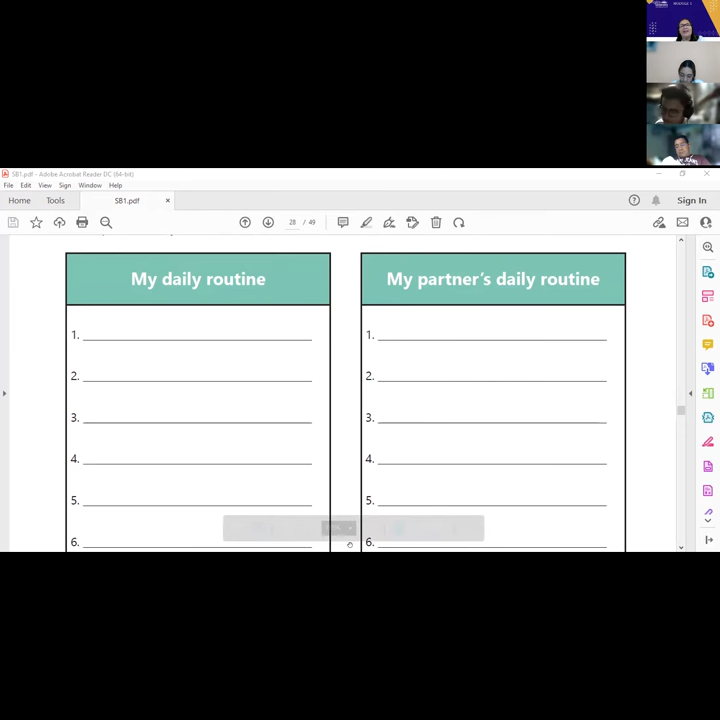 MODULE 2
SB1.pdf - Adobe Acrobat Reader DC (64-bit)
File Edit View Sign Window Help
Home Tools SB1.pdf × Sign In
28 / 49
My daily routine
1.
2.
3.
4.
5.
6.
My partner's daily routine
1.
2.
3.
4.
5.
6.